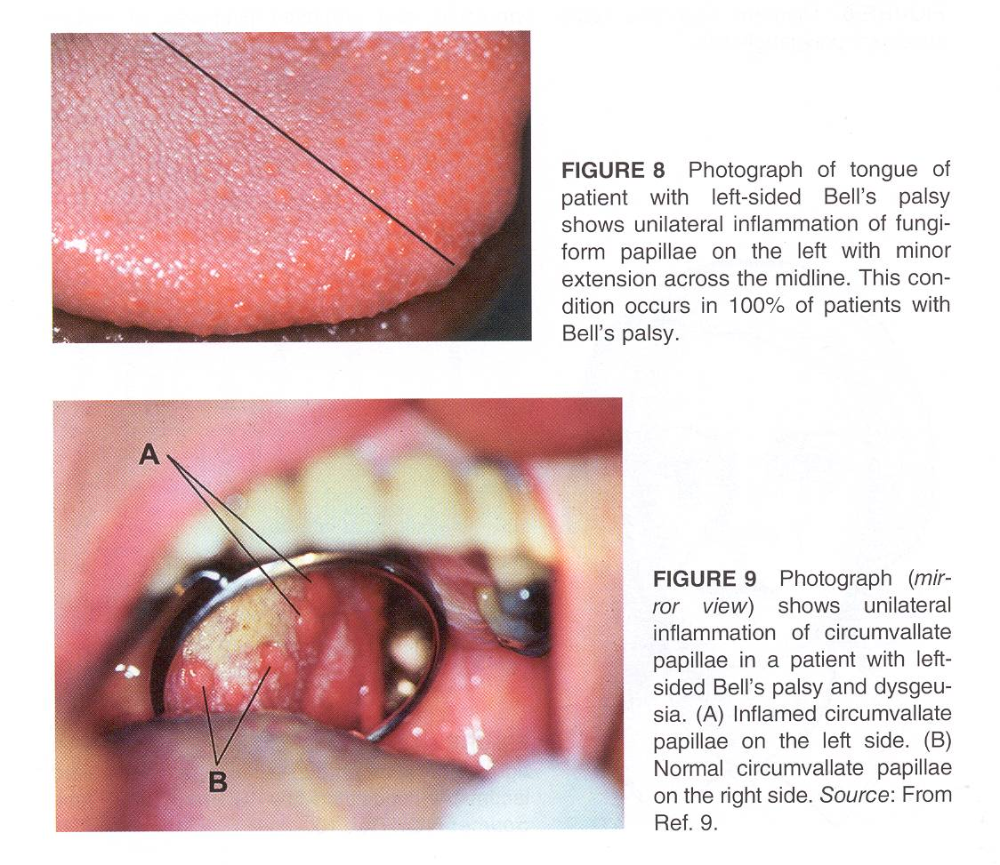 FIGURE 8 Photograph of tongue of
patient with left-sided Bell's palsy
shows unilateral inflammation of fungi-
form papillae on the left with minor
extension across the midline. This con-
dition occurs in 100% of patients with
Bell's palsy.
A
B
FIGURE 9 Photograph (mir-
ror view) shows unilateral
inflammation of circumvallate
papillae in a patient with left-
sided Bell's palsy and dysgeu-
sia. (A) Inflamed circumvallate
papillae on the left side. (B)
Normal circumvallate papillae
on the right side. Source: From
Ref. 9.